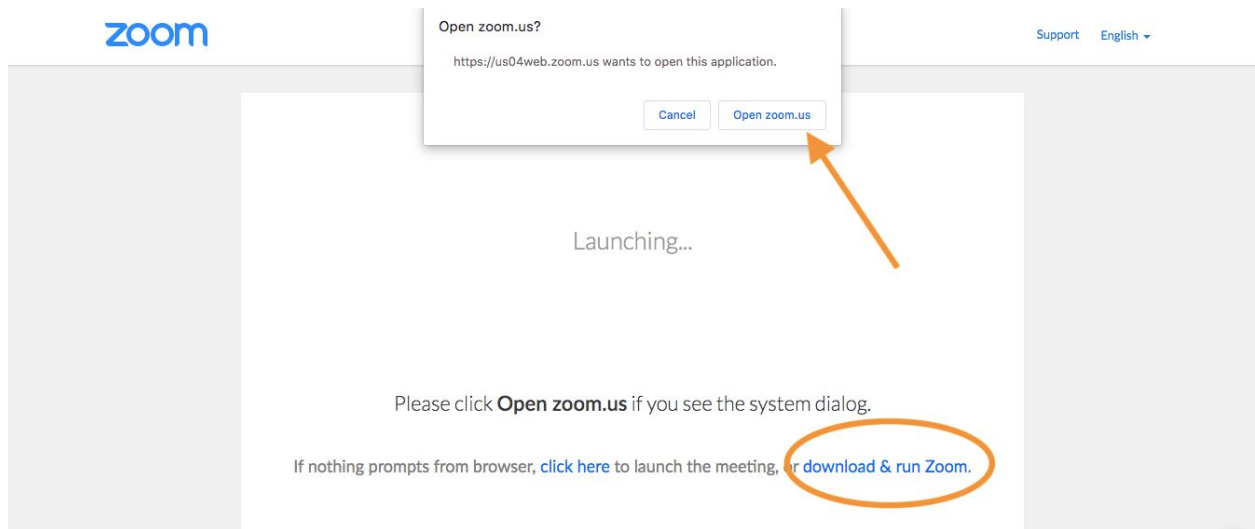 zoom
Open zoom.us?
https://us04web.zoom.us wants to open this application.
Cancel Open zoom.us
Support English
Launching...
Please click Open zoom.us if you see the system dialog.
If nothing prompts from browser, click here to launch the meeting, or download & run Zoom.